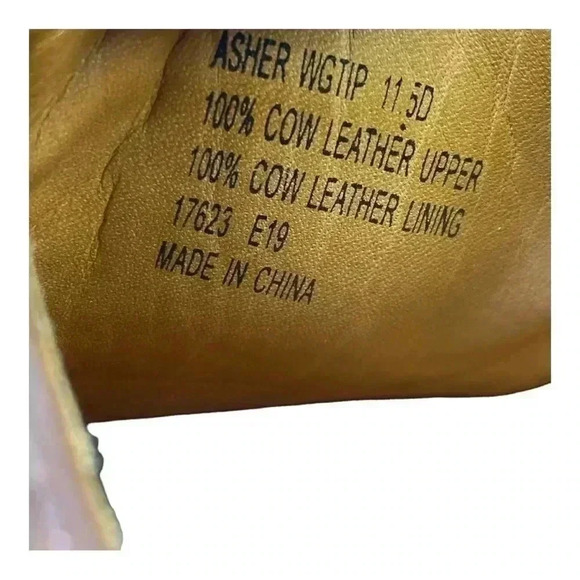 ASHER WGTIP 11.5D
100% COW LEATHER UPPER
100% COW LEATHER LINING
17623 E19
MADE IN CHINA